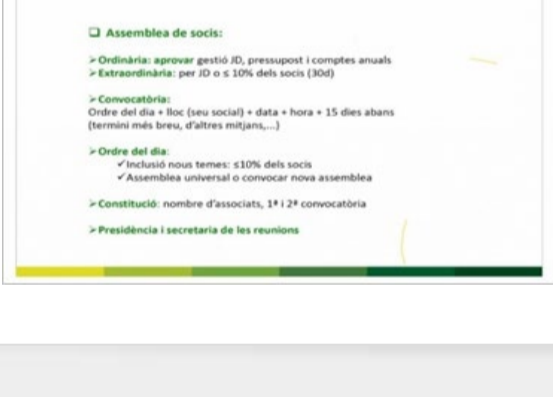 ❑ Assemblea de socis:
➢Ordinària: aprovar gestió JD, pressupost i comptes anuals
➢Extraordinària: per JD o ≤ 10% dels socis (30d)
➢Convocatòria:
Ordre del dia + lloc (seu social) + data + hora + 15 dies abans
(termini més breu, d'altres mitjans,...)
➢Ordre del dia:
✓Inclusió nous temes: ≤10% dels socis
✓Assemblea universal o convocar nova assemblea
➢Constitució: nombre d'associats, 1ª i 2ª convocatòria
➢Presidència i secretaria de les reunions